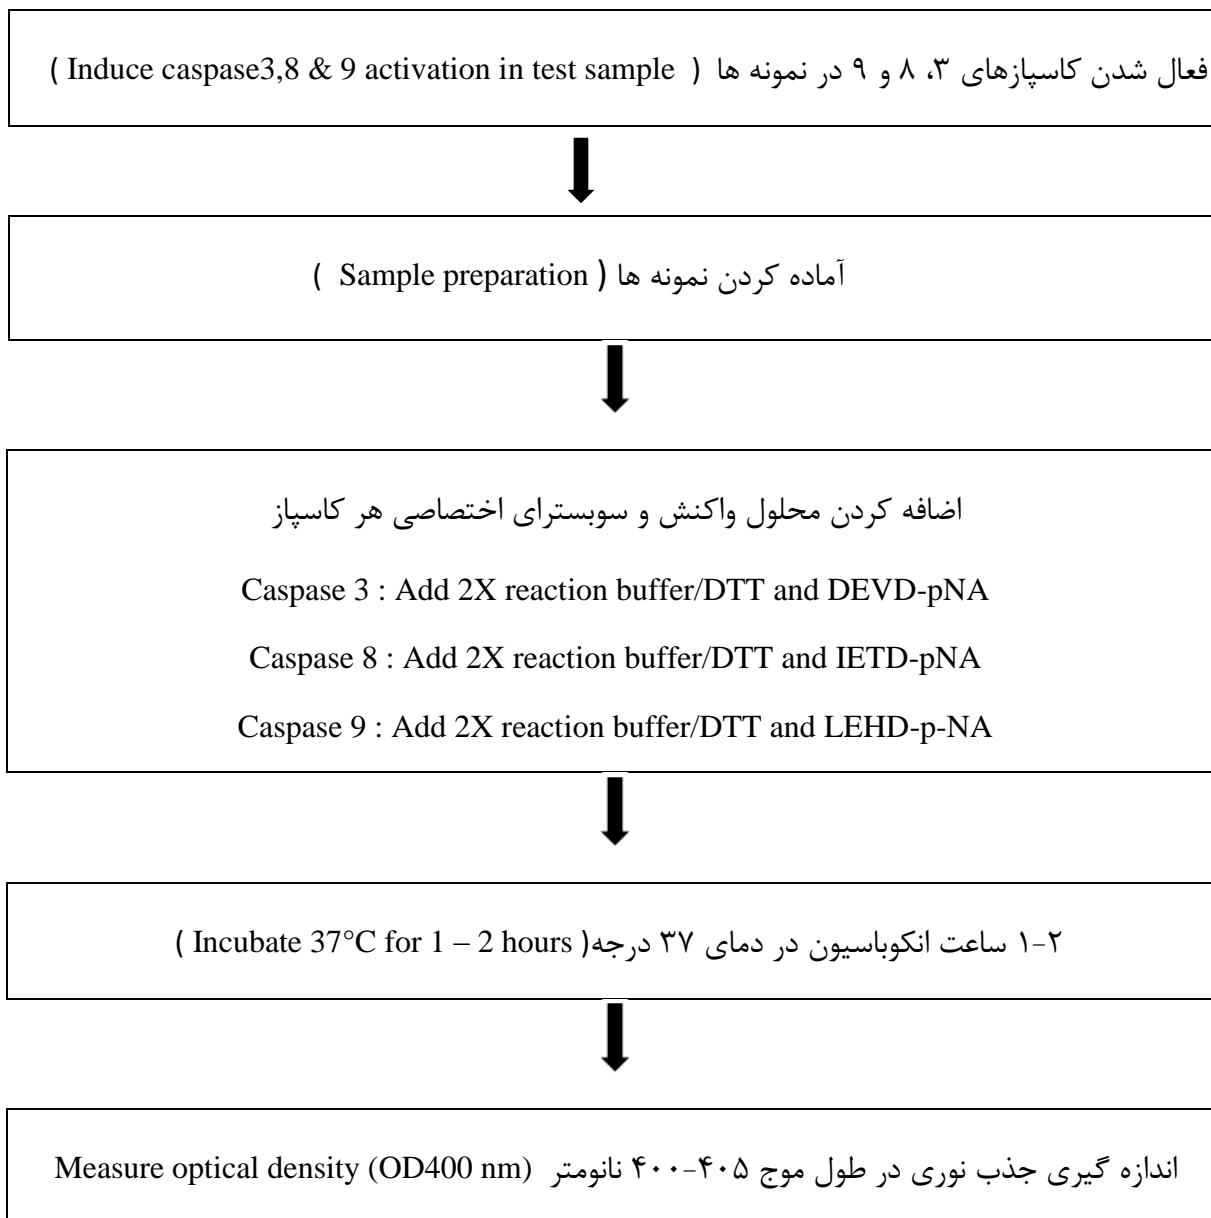 فعال شدن کاسپازهای ۳، ۸ و ۹ در نمونه ها ( Induce caspase3,8 & 9 activation in test sample )
آماده کردن نمونه ها ( Sample preparation )
اضافه کردن محلول واکنش و سوبسترای اختصاصی هر کاسپاز
Caspase 3 : Add 2X reaction buffer/DTT and DEVD-pNA
Caspase 8 : Add 2X reaction buffer/DTT and IETD-pNA
Caspase 9 : Add 2X reaction buffer/DTT and LEHD-p-NA
۱-۲ ساعت انکوباسیون در دمای ۳۷ درجه( Incubate 37°C for 1 – 2 hours )
اندازه گیری جذب نوری در طول موج ۴۰۵-۴۰۰ نانومتر Measure optical density (OD400 nm)